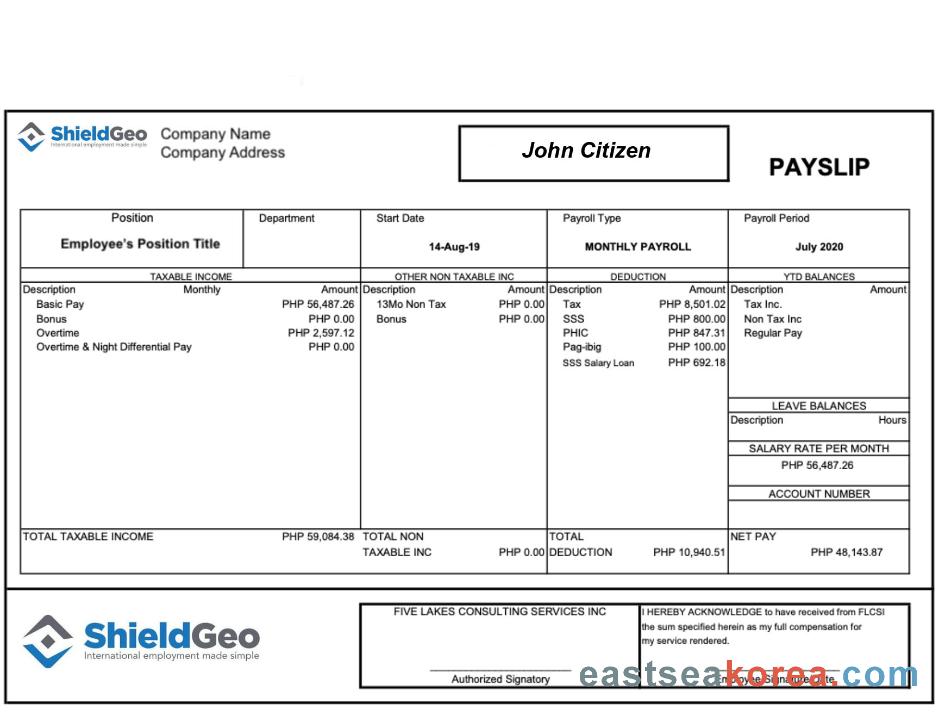 ShieldGeo
International employment made simple
Company Name
Company Address
John Citizen
PAYSLIP
Position Department Start Date Payroll Type Payroll Period
Employee's Position Title 14-Aug-19 MONTHLY PAYROLL July 2020
TAXABLE INCOME OTHER NON TAXABLE INC DEDUCTION YTD BALANCES
Description Monthly Amount Description Amount Description Amount Description Amount
Basic Pay PHP 56,487.26 13Mo Non Tax PHP 0.00 Tax PHP 8,501.02 Tax Inc.
Bonus PHP 0.00 Bonus PHP 0.00 SSS PHP 800.00 Non Tax Inc
Overtime PHP 2,597.12 PHIC PHP 847.31 Regular Pay
Overtime & Night Differential Pay PHP 0.00 Pag-ibig PHP 100.00
SSS Salary Loan PHP 692.18
LEAVE BALANCES
Description Hours
SALARY RATE PER MONTH
PHP 56,487.26
ACCOUNT NUMBER
TOTAL TAXABLE INCOME PHP 59,084.38 TOTAL NON TOTAL NET PAY
TAXABLE INC PHP 0.00 DEDUCTION PHP 10,940.51 PHP 48,143.87
ShieldGeo
International employment made simple
FIVE LAKES CONSULTING SERVICES INC
Authorized Signatory
I HEREBY ACKNOWLEDGE to have received from FLCSI
the sum specified herein as my full compensation for
my service rendered.
Employee Signature/Date
eastseakorea.com